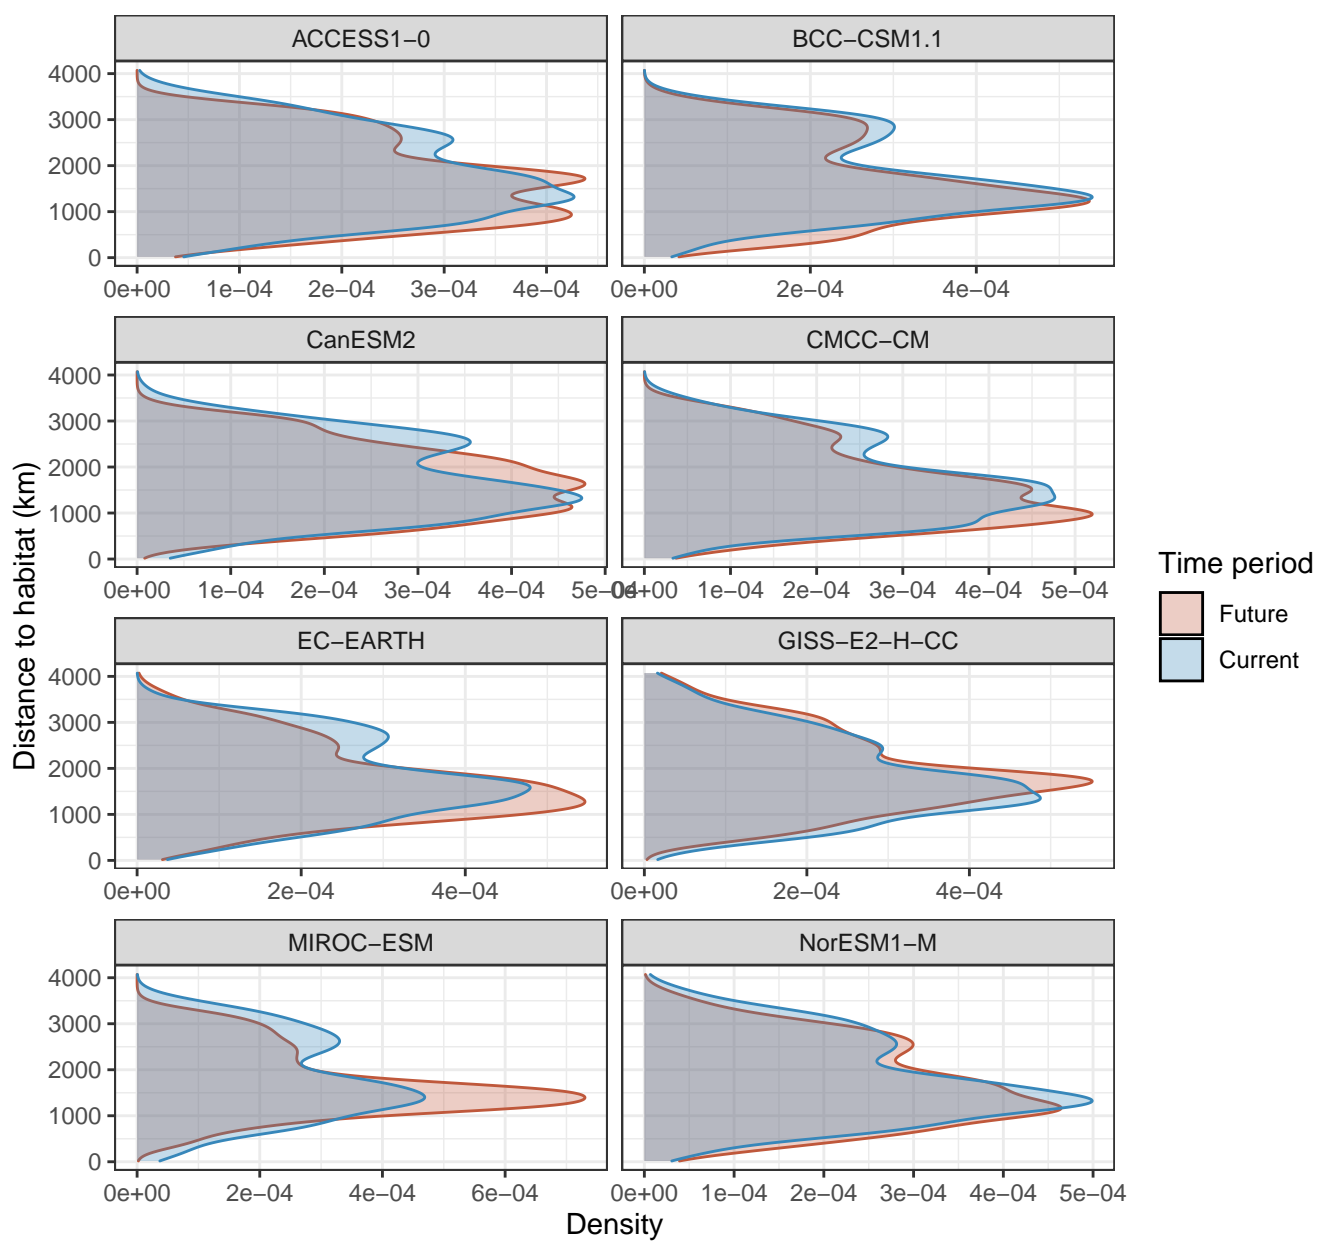 ACCESS1−0 BCC−CSM1.1
4000
3000
2000
1000
0
0e+00 1e−04 2e−04 3e−04 4e−04 0e+00 2e−04 4e−04
CanESM2 CMCC−CM
4000
3000
2000
1000
0
0e+00 1e−04 2e−04 3e−04 4e−04 5e−04 0e+00 1e−04 2e−04 3e−04 4e−04 5e−04
EC−EARTH GISS−E2−H−CC
4000
3000
2000
1000
0
0e+00 2e−04 4e−04 0e+00 2e−04 4e−04
MIROC−ESM NorESM1−M
4000
3000
2000
1000
0
0e+00 2e−04 4e−04 6e−04 0e+00 1e−04 2e−04 3e−04 4e−04 5e−04
Density
Distance to habitat (km)
Time period
Future
Current